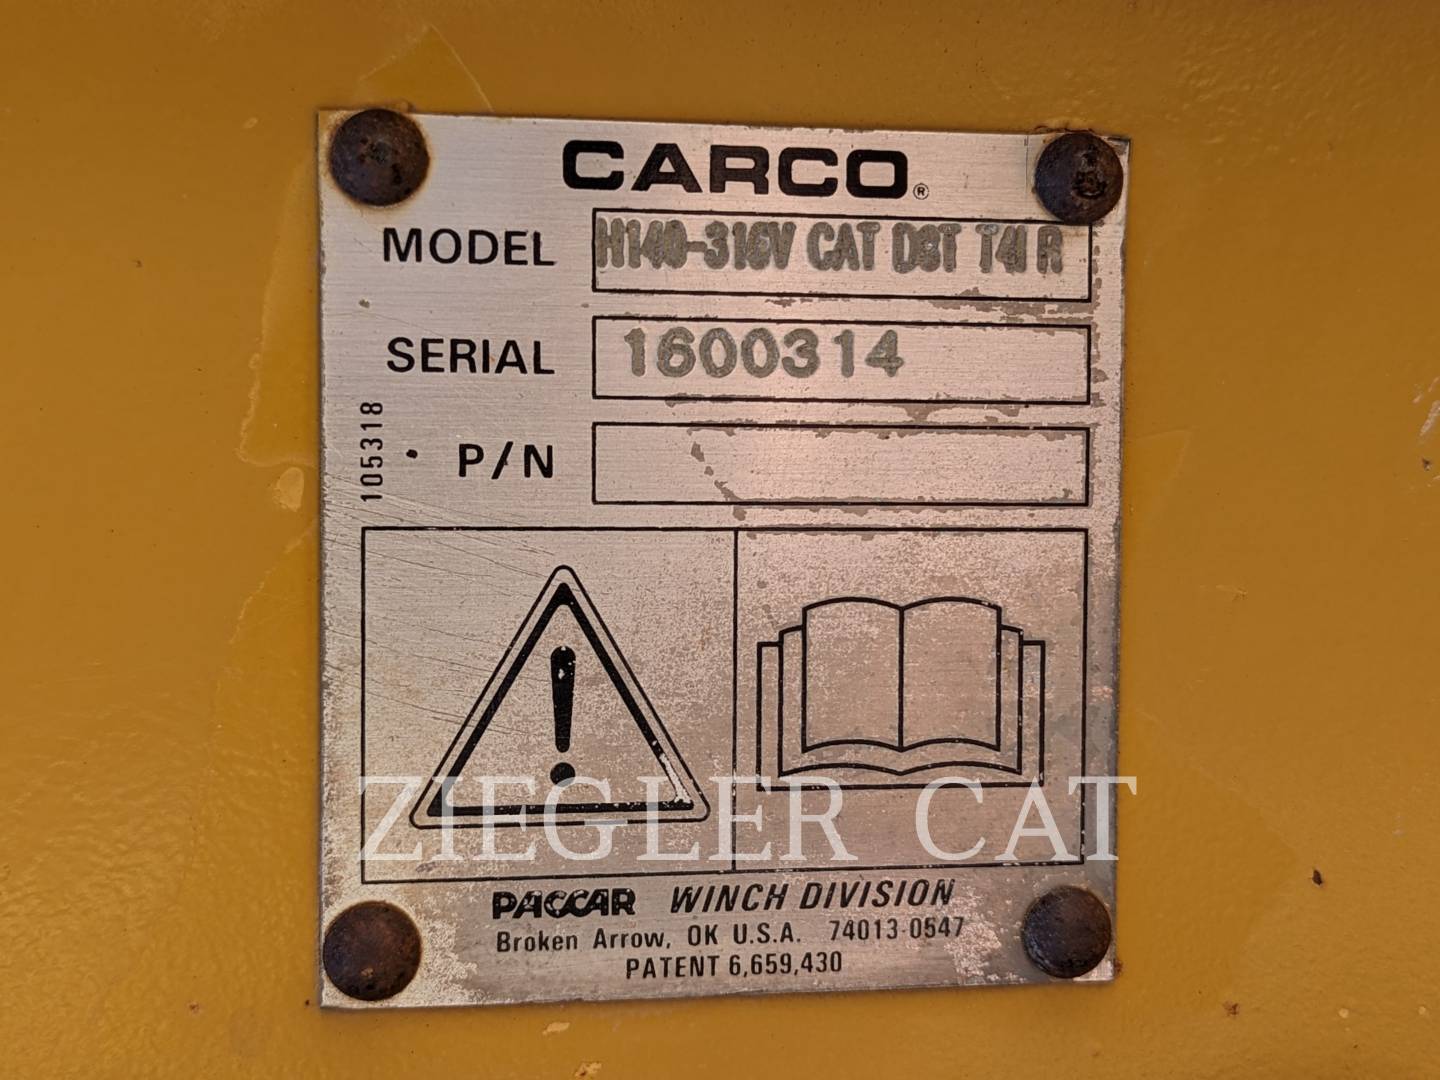 CARCO®
MODEL H140-316V CAT D8T T4I R
SERIAL 1600314
105318
P/N
ZIEGLER CAT
PACCAR WINCH DIVISION
Broken Arrow, OK U.S.A. 74013-0547
PATENT 6,659,430